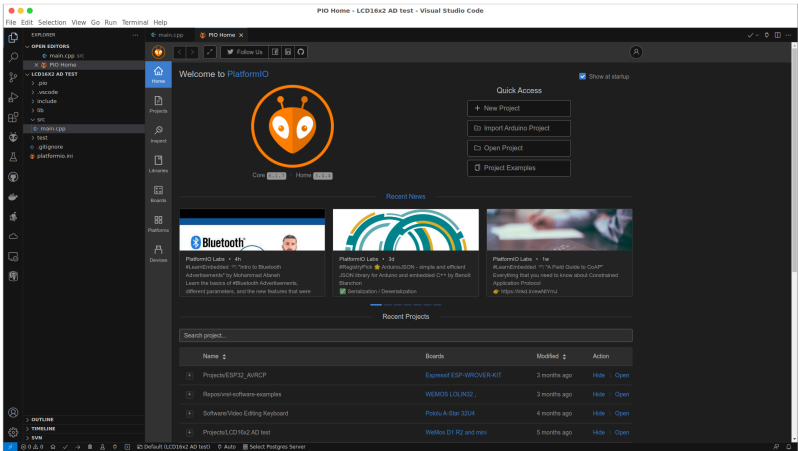 PIO Home - LCD16x2 AD test - Visual Studio Code
File Edit Selection View Go Run Terminal Help
EXPLORER
main.cpp src
PIO Home
OPEN EDITORS
main.cpp src
PIO Home
LCD16X2 AD TEST
.pio
.vscode
include
lib
src
main.cpp
test
.gitignore
platformio.ini
OUTLINE
TIMELINE
SVN
Follow Us
Home
Projects
Inspect
Libraries
Boards
Platforms
Devices
Welcome to PlatformIO
Show at startup
Core
Home
Quick Access
New Project
Import Arduino Project
Open Project
Project Examples
Recent News
Bluetooth
PlatformIO Labs • 4h
#LearnEmbedded "Intro to Bluetooth
Advertisements" by Mohammad Afaneh
Learn the basics of #Bluetooth Advertisements,
different parameters, and the new features that were
PlatformIO Labs • 3d
#RegistryPick ArduinoJSON - simple and efficient
JSON library for Arduino and embedded C++ by Benoit
Blanchon
Serialization / Deserialization
PlatformIO Labs • 1w
#LearnEmbedded "A Field Guide to CoAP"
Everything that you need to know about Constrained
Application Protocol
Recent Projects
Search project...
Name Boards Modified Action
Projects/ESP32_AVRCP Espressif ESP-WROVER-KIT 3 months ago Hide Open
Repos/vrel-software-examples WEMOS LOLIN32 , 3 months ago Hide Open
Software/Video Editing Keyboard Pololu A-Star 32U4 4 months ago Hide Open
Projects/LCD16x2 AD test WeMos D1 R2 and mini 5 months ago Hide Open
0 0 0 Default (LCD16x2 AD test) Auto Select Postgres Server